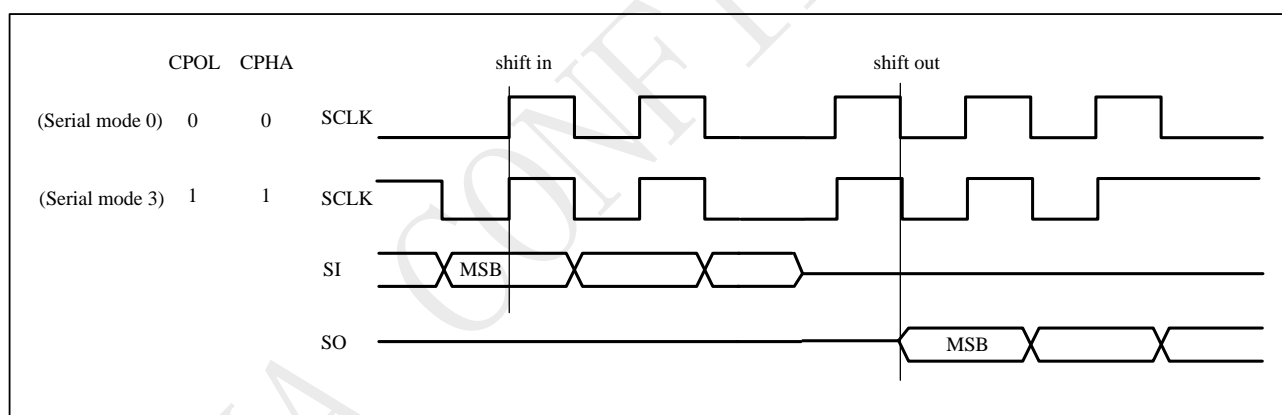 CPOL CPHA shift in shift out
(Serial mode 0) 0 0 SCLK
(Serial mode 3) 1 1 SCLK
SI MSB
SO MSB